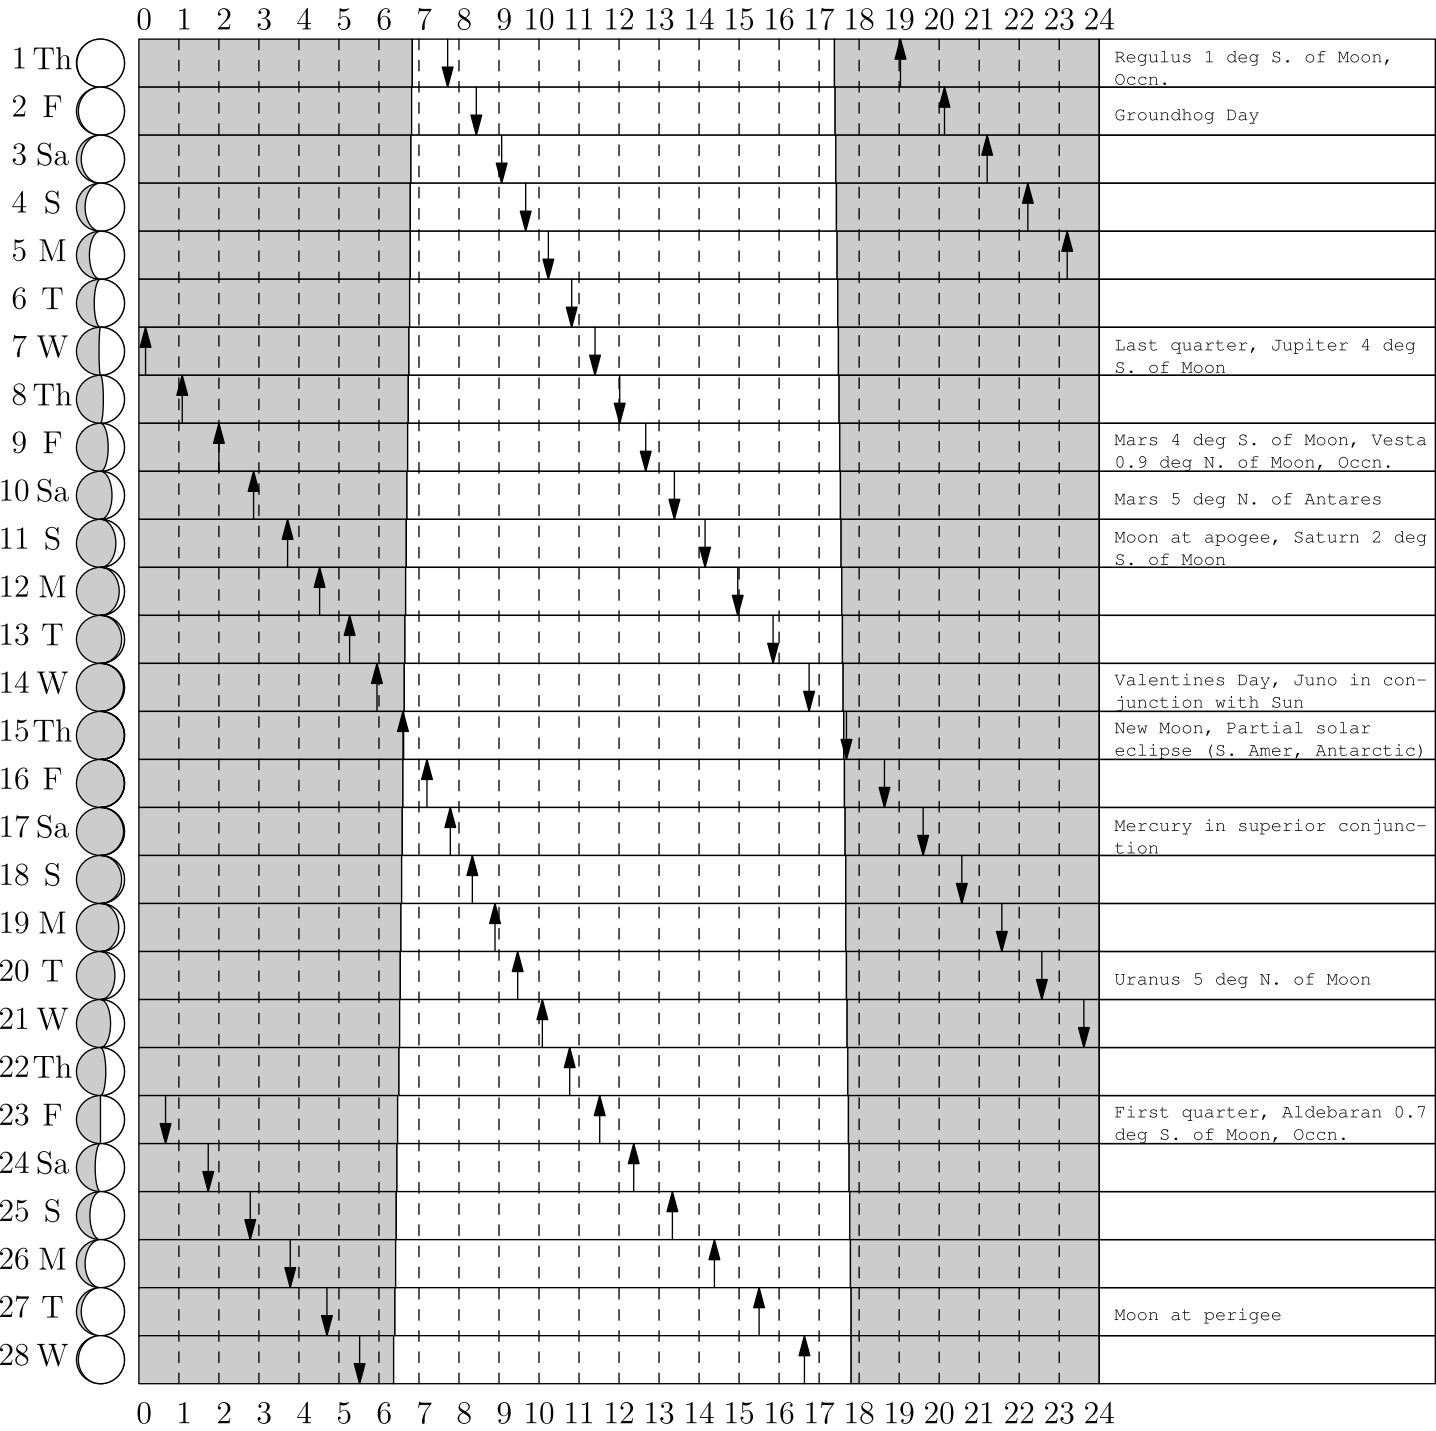 0 1 2 3 4 5 6 7 8 9 10 11 12 13 14 15 16 17 18 19 20 21 22 23 24
1 Th Regulus 1 deg S. of Moon,
Occn.
2 F Groundhog Day
3 Sa
4 S
5 M
6 T
7 W Last quarter, Jupiter 4 deg
S. of Moon
8 Th
9 F Mars 4 deg S. of Moon, Vesta
0.9 deg N. of Moon, Occn.
10 Sa Mars 5 deg N. of Antares
11 S Moon at apogee, Saturn 2 deg
S. of Moon
12 M
13 T
14 W Valentines Day, Juno in con-
junction with Sun
15 Th New Moon, Partial solar
eclipse (S. Amer, Antarctic)
16 F
17 Sa Mercury in superior conjunc-
tion
18 S
19 M
20 T Uranus 5 deg N. of Moon
21 W
22 Th
23 F First quarter, Aldebaran 0.7
deg S. of Moon, Occn.
24 Sa
25 S
26 M
27 T Moon at perigee
28 W
0 1 2 3 4 5 6 7 8 9 10 11 12 13 14 15 16 17 18 19 20 21 22 23 24